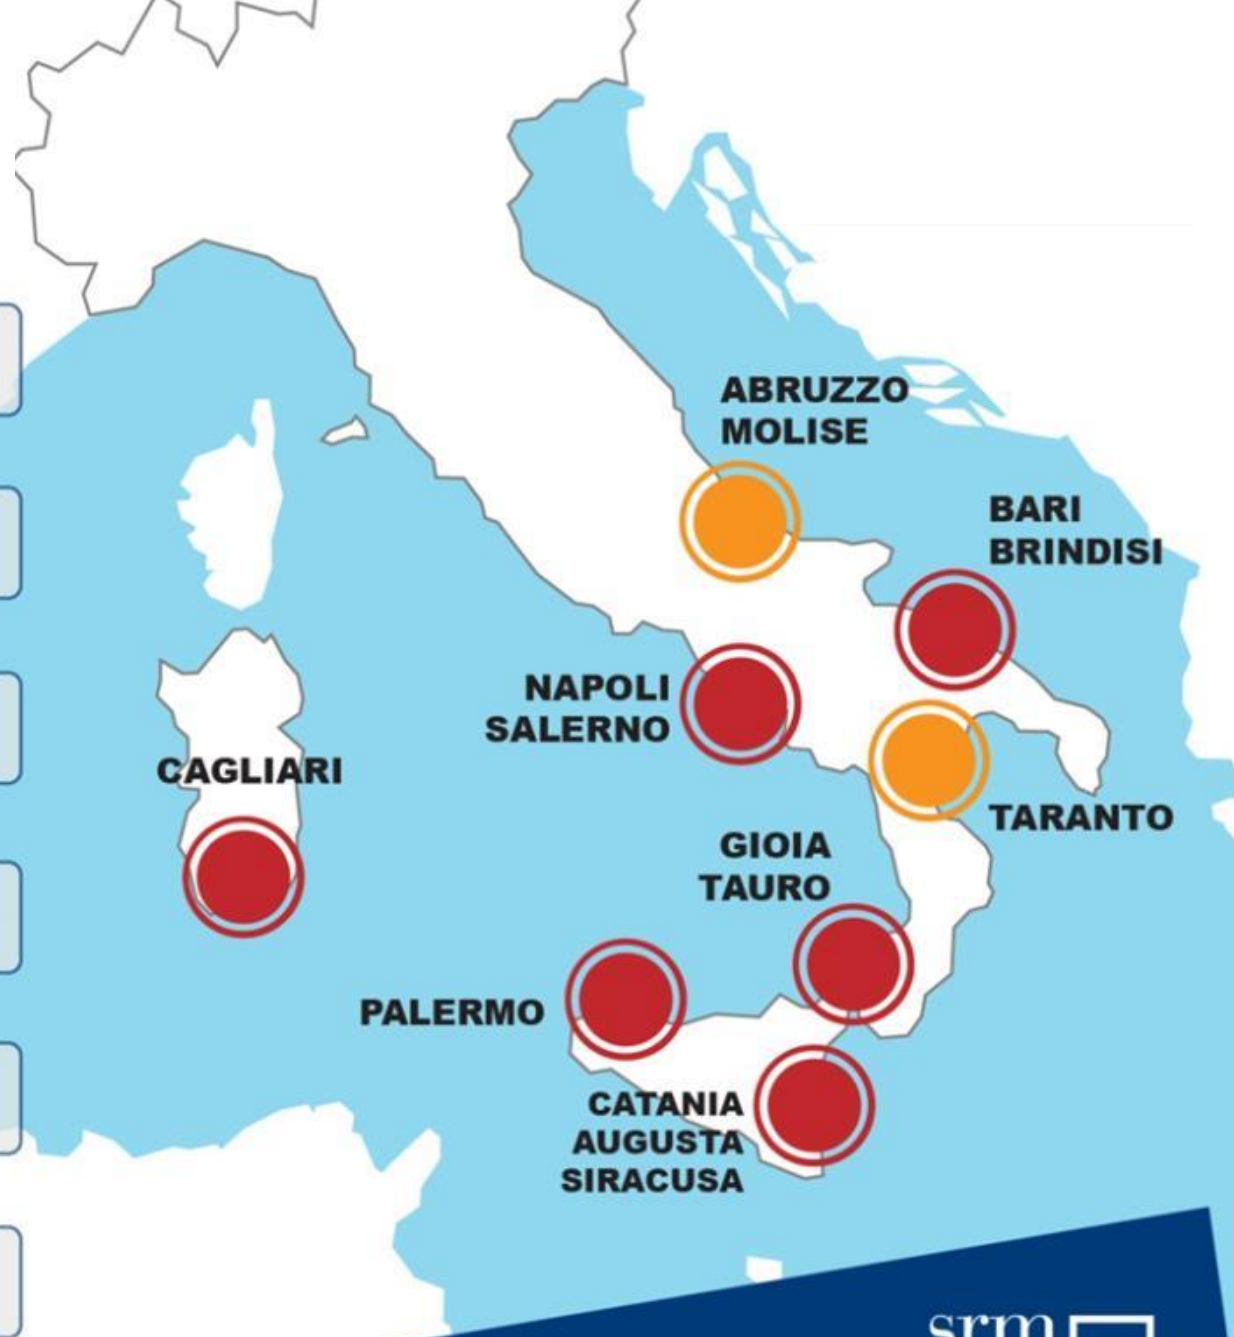 ABRUZZO
MOLISE
BARI
BRINDISI
NAPOLI
SALERNO
CAGLIARI
TARANTO
GIOIA
TAURO
PALERMO
CATANIA
AUGUSTA
SIRACUSA
srm